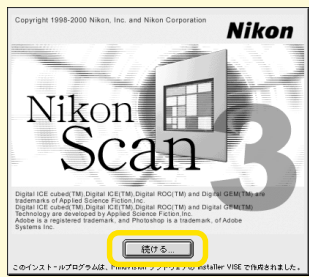 Copyright 1998-2000 Nikon, Inc. and Nikon Corporation
Nikon
Nikon
Scan
3
Digital ICE cubed(TM),Digital ICE(TM),Digital ROC(TM) and Digital GEM(TM) are
trademarks of Applied Science Fiction,Inc.
Digital ICE cubed(TM),Digital ICE(TM),Digital ROC(TM) and Digital GEM(TM)
Technology are developed by Applied Science Fiction,Inc.
Adobe is a registered trademark, and Photoshop is a trademark, of Adobe
Systems Inc.
続ける...
このインストールプログラムは、 Installer VISE で作成されました。